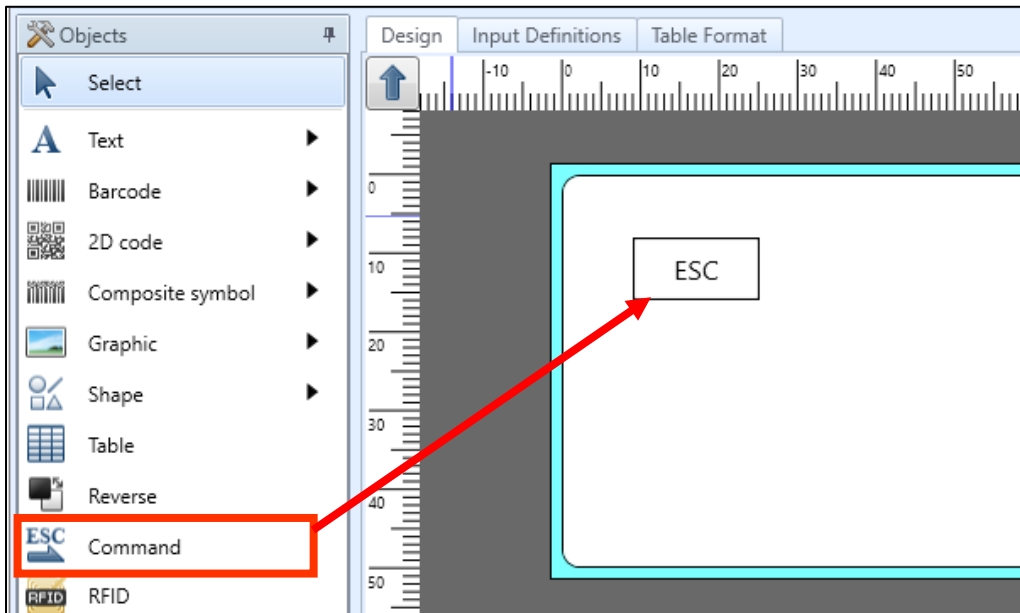 Objects
Select
Text
Barcode
2D code
Composite symbol
Graphic
Shape
Table
Reverse
ESC
Command
RFID
RFID
Design
Input Definitions
Table Format
-10
0
10
20
30
40
50
0
10
20
30
40
50
ESC